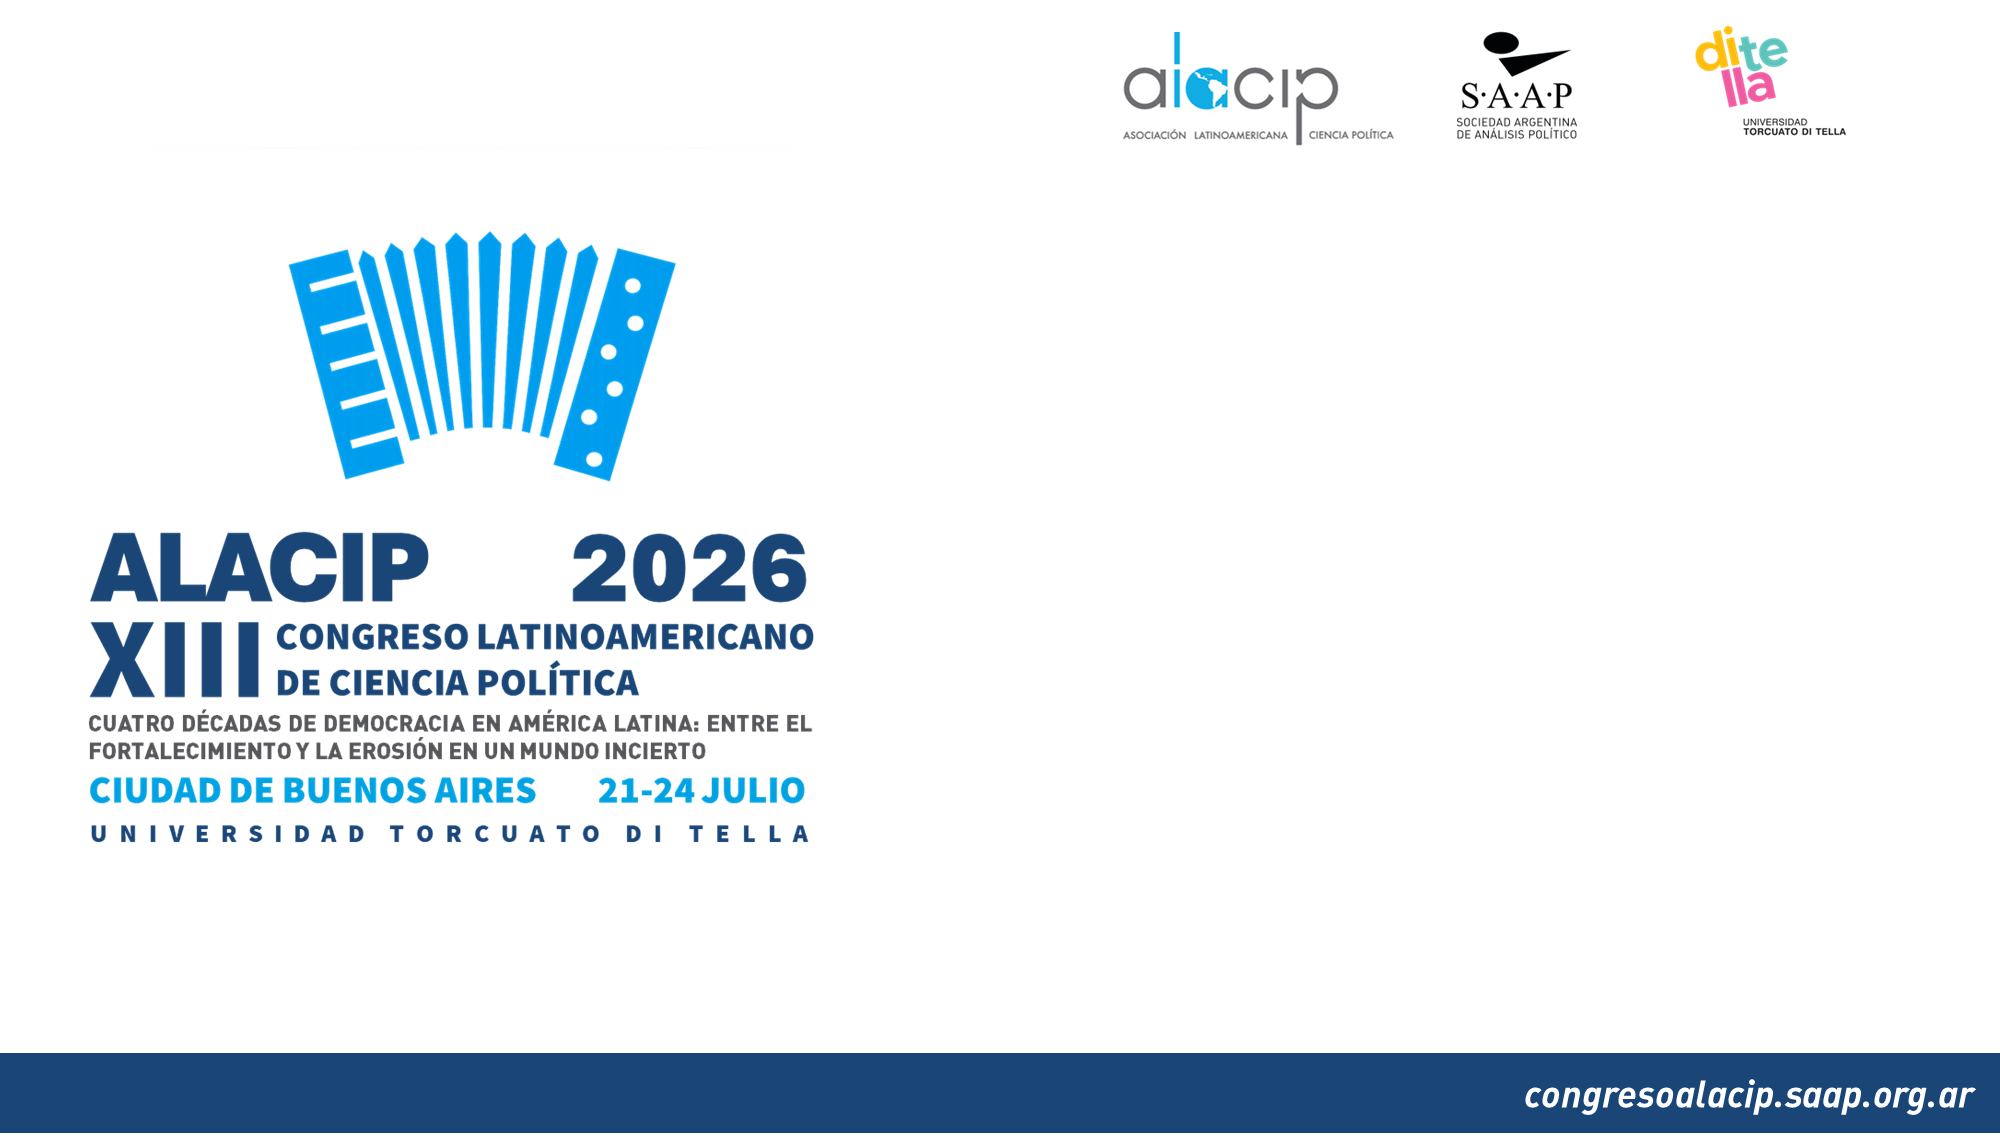 alacip
ASOCIACIÓN LATINOAMERICANA CIENCIA POLÍTICA
S·A·A·P
SOCIEDAD ARGENTINA
DE ANÁLISIS POLÍTICO
di te
lla
UNIVERSIDAD
TORCUATO DI TELLA
ALACIP 2026
XIII CONGRESO LATINOAMERICANO
DE CIENCIA POLÍTICA
CUATRO DÉCADAS DE DEMOCRACIA EN AMÉRICA LATINA: ENTRE EL
FORTALECIMIENTO Y LA EROSIÓN EN UN MUNDO INCIERTO
CIUDAD DE BUENOS AIRES 21-24 JULIO
UNIVERSIDAD TORCUATO DI TELLA
congresoalacip.saap.org.ar